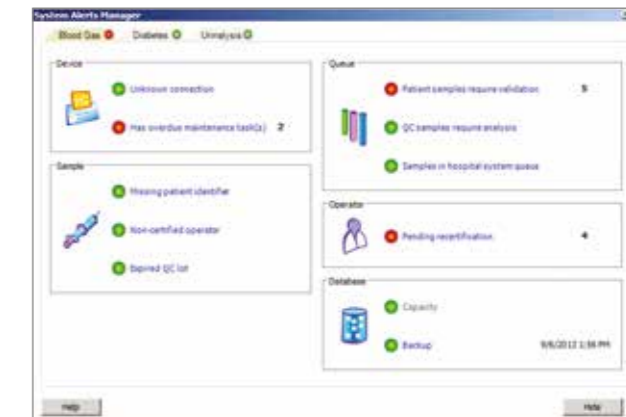 System Alerts Manager
Blood Gas
Diabetes
Urinalysis
Device
Unknown connection
Has overdue maintenance task(s) 2
Sample
Missing patient identifier
Non-certified operator
Expired QC lot
Queue
Patient samples require validation 5
QC samples require analysis
Samples in hospital system queue
Operator
Pending recertification 4
Database
Capacity
Backup 9/6/2012 1:56 PM
Help
Hide